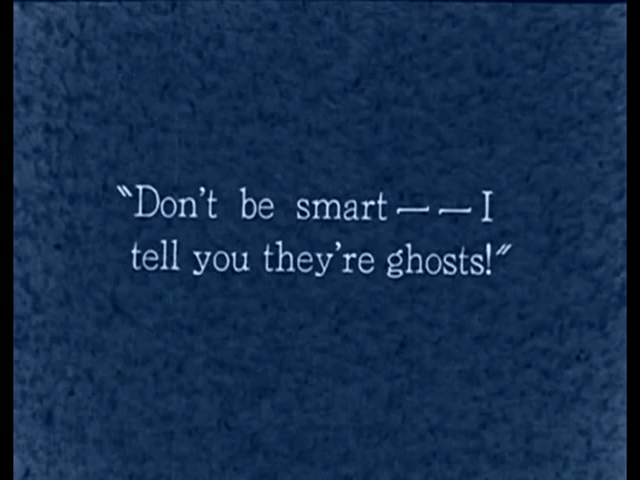 "Don't be smart — — I
tell you they're ghosts!"